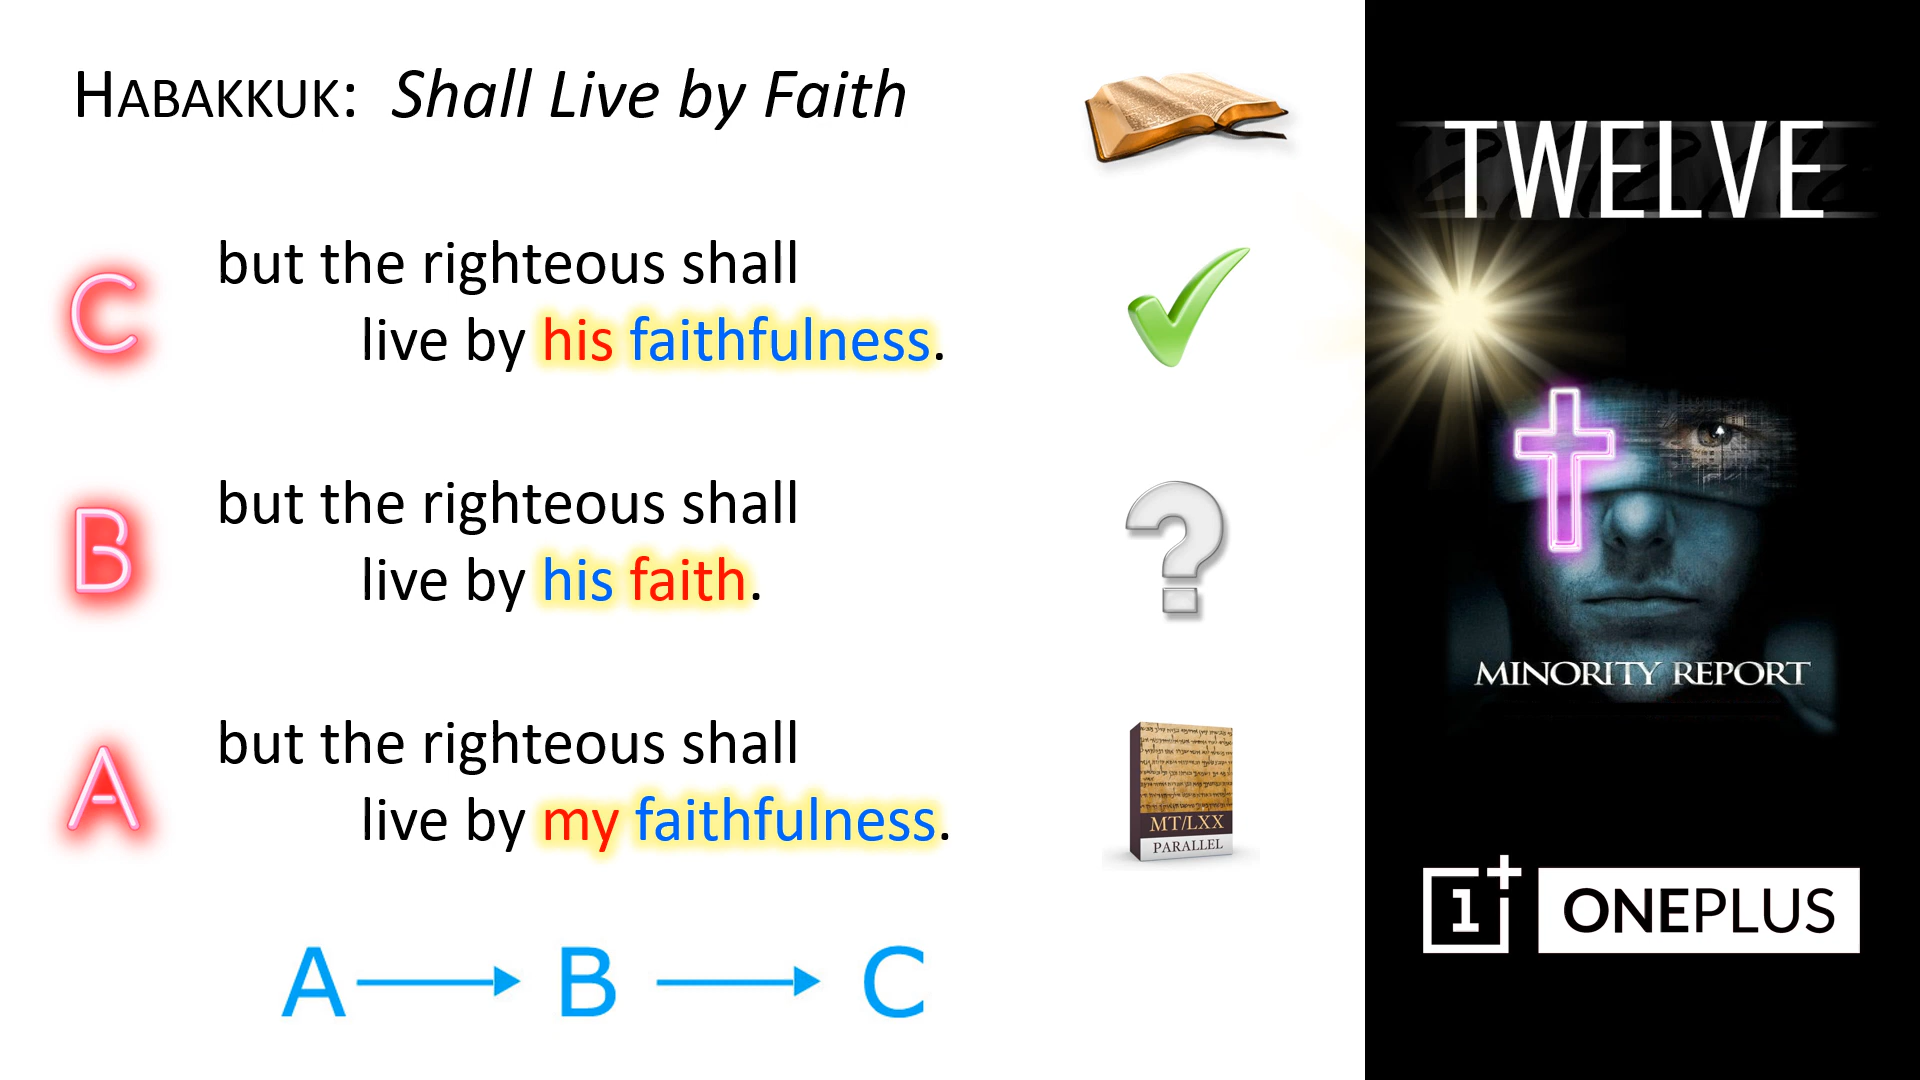 HABAKKUK: Shall Live by Faith
C
but the righteous shall
live by his faithfulness.
B
but the righteous shall
live by his faith.
?
A
but the righteous shall
live by my faithfulness.
MT/LXX
PARALLEL
A B C
TWELVE
MINORITY REPORT
1+ ONEPLUS